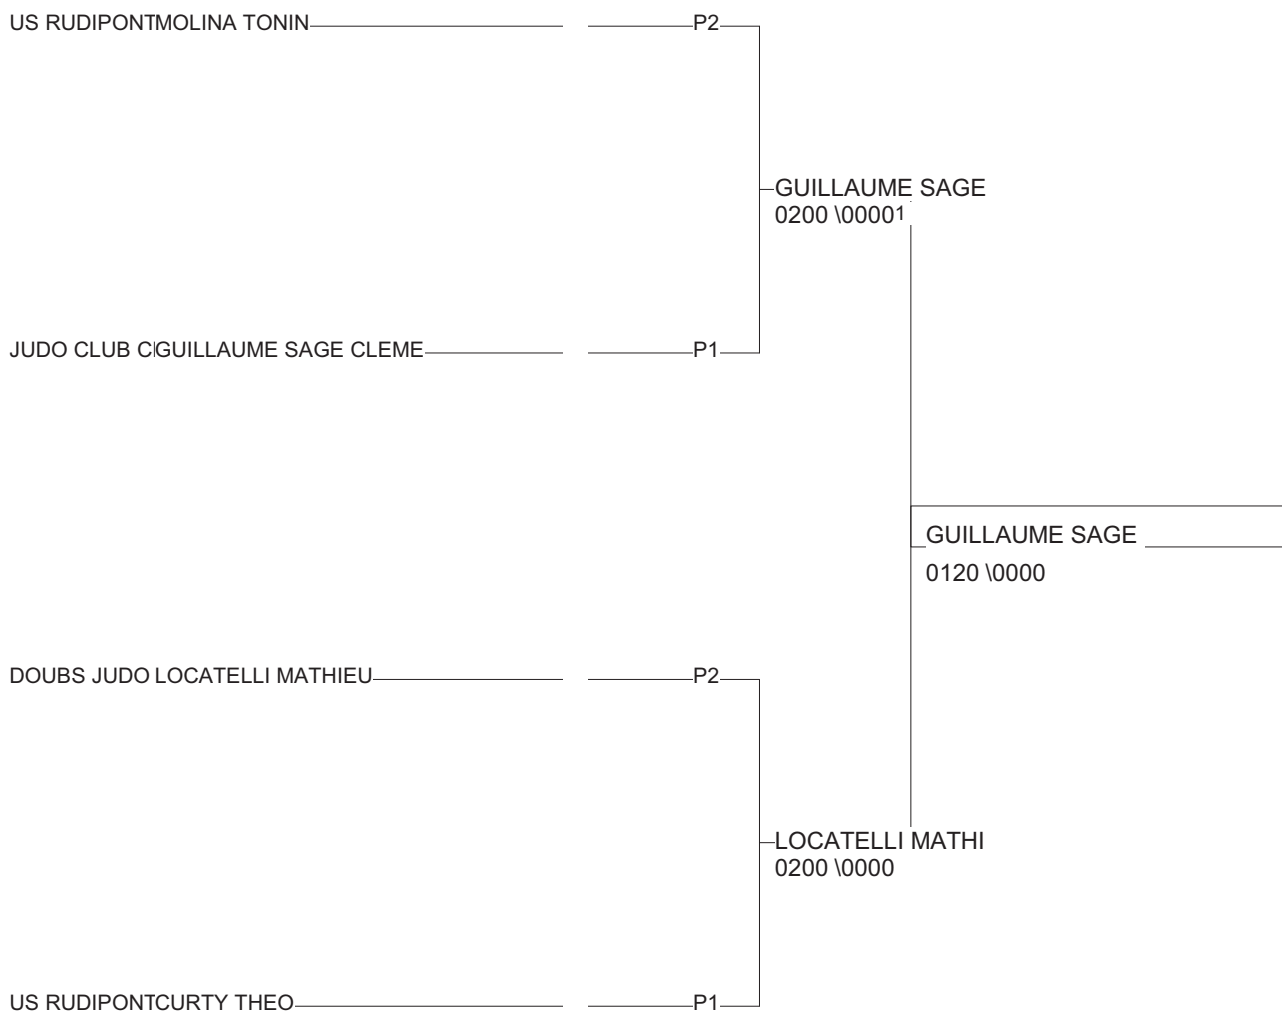 US RUDIPONTMOLINA TONIN P2
GUILLAUME SAGE
0200 \00001
JUDO CLUB CGUILLAUME SAGE CLEME P1
GUILLAUME SAGE
0120 \0000
DOUBS JUDO LOCATELLI MATHIEU P2
LOCATELLI MATHI
0200 \0000
US RUDIPONTCURTY THEO P1